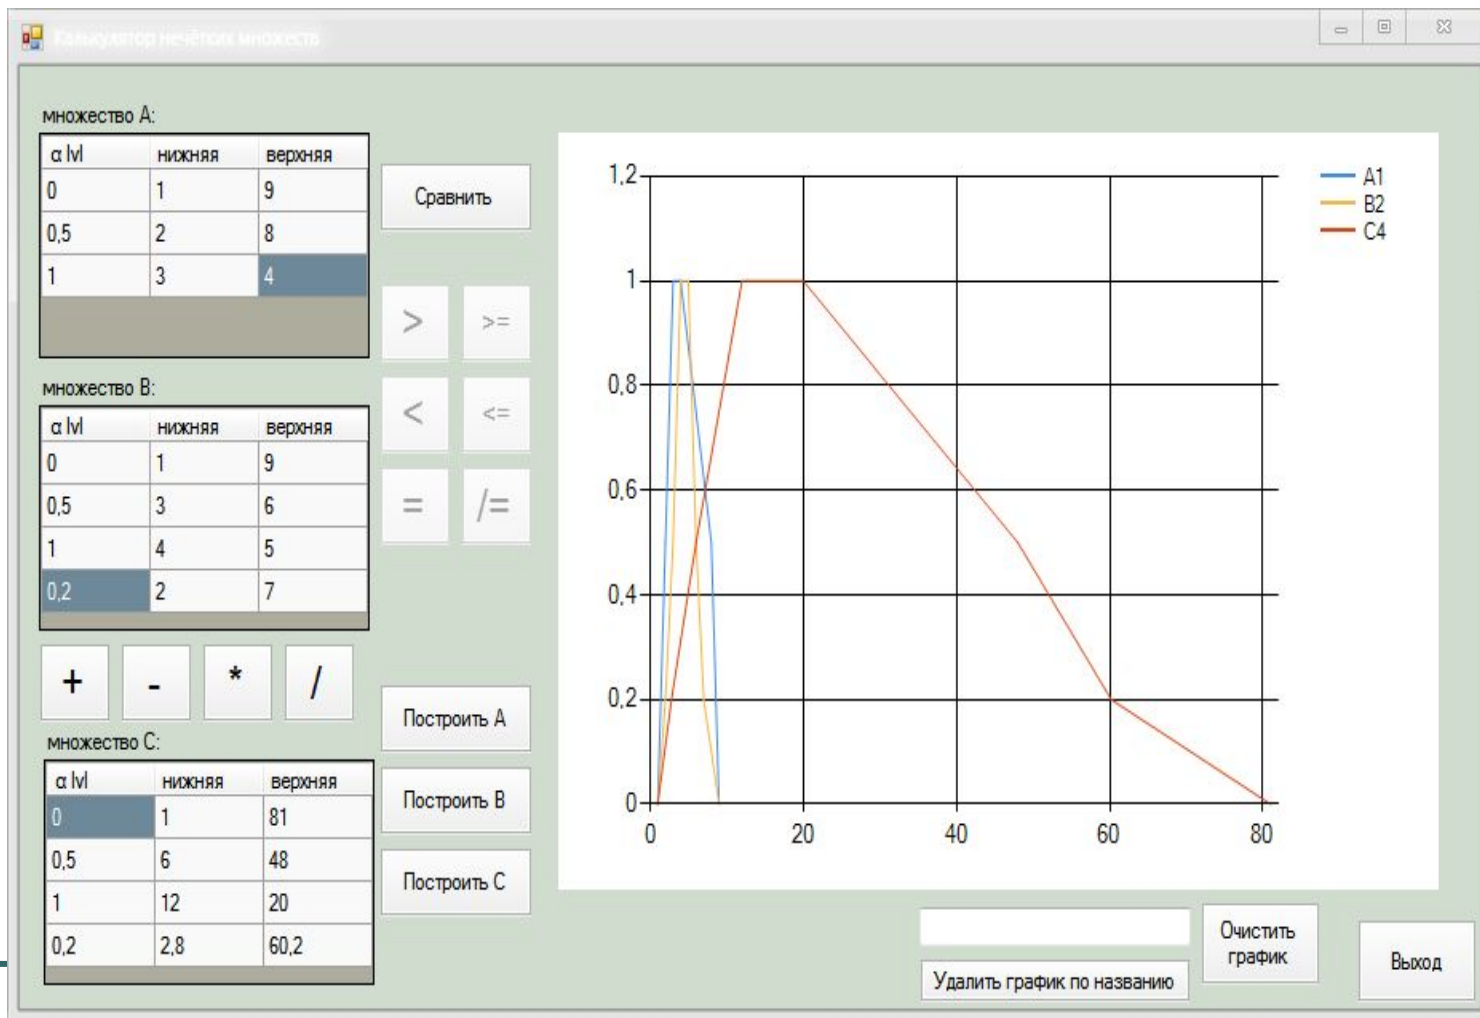 Калькулятор нечётких множеств
множество A:
α lvl нижняя верхняя
0 1 9
0,5 2 8
1 3 4
Сравнить
> >=
< <=
= /=
множество B:
α lvl нижняя верхняя
0 1 9
0,5 3 6
1 4 5
0,2 2 7
+ - * /
множество C:
α lvl нижняя верхняя
0 1 81
0,5 6 48
1 12 20
0,2 2,8 60,2
Построить A
Построить B
Построить C
1,2
1
0,8
0,6
0,4
0,2
0
0 20 40 60 80
A1
B2
C4
Удалить график по названию
Очистить
график
Выход